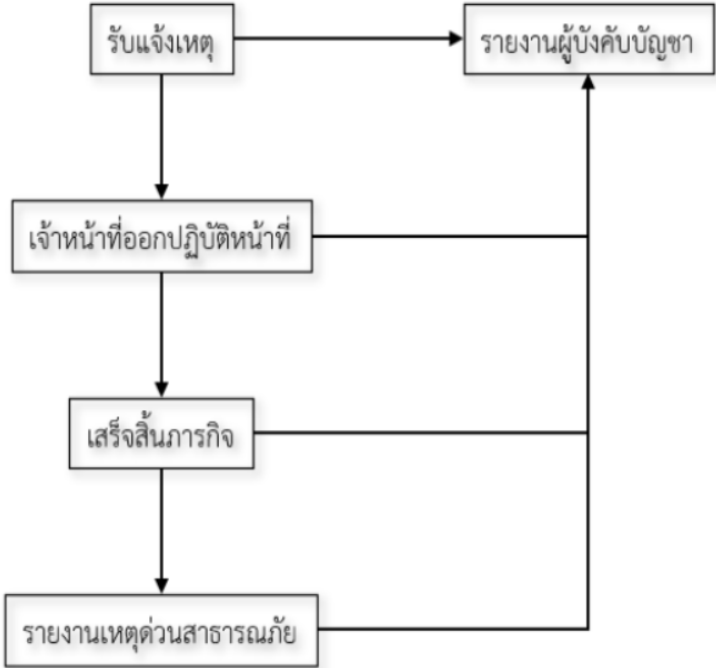 รับแจ้งเหตุ
รายงานผู้บังคับบัญชา
เจ้าหน้าที่ออกปฏิบัติหน้าที่
เสร็จสิ้นภารกิจ
รายงานเหตุด่วนสาธารณภัย